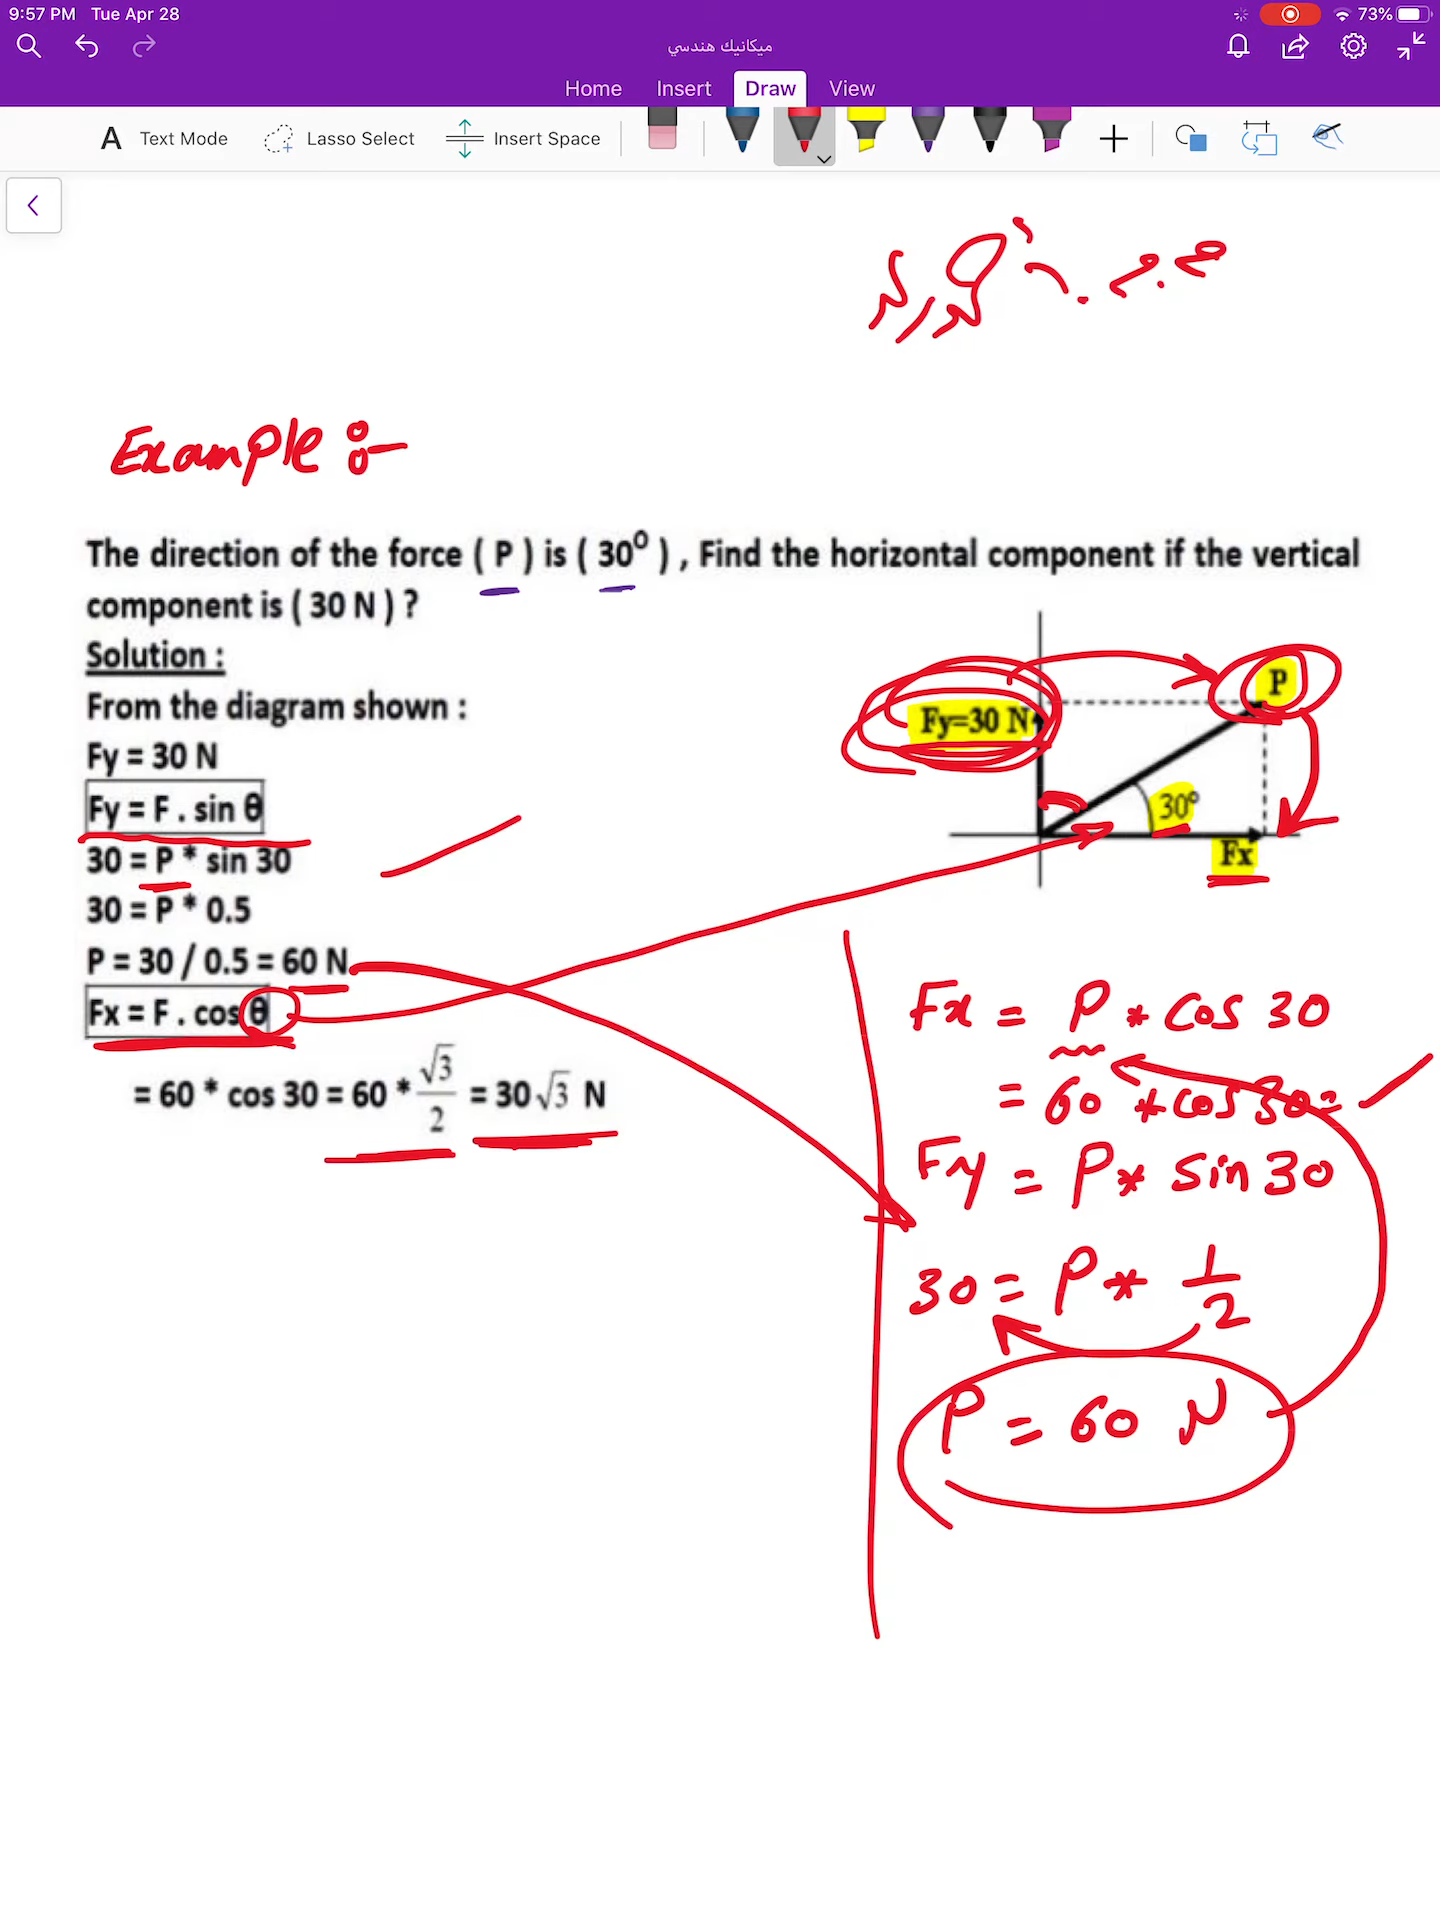 9:57 PM Tue Apr 28
73%
ميكانيك هندسي
Home Insert Draw View
A Text Mode Lasso Select Insert Space
Example :-
The direction of the force ( P ) is ( 30⁰ ) , Find the horizontal component if the vertical
component is ( 30 N ) ?
Solution :
From the diagram shown :
Fy = 30 N
Fy = F . sin θ
30 = P * sin 30
30 = P * 0.5
P = 30 / 0.5 = 60 N
Fx = F . cos θ
= 60 * cos 30 = 60 * √3/2 = 30√3 N
P
Fy=30 N
30°
Fx
Fx = P * Cos 30
= 60 * cos 30 =
Fy = P * Sin 30
30 = P * 1/2
P = 60 N